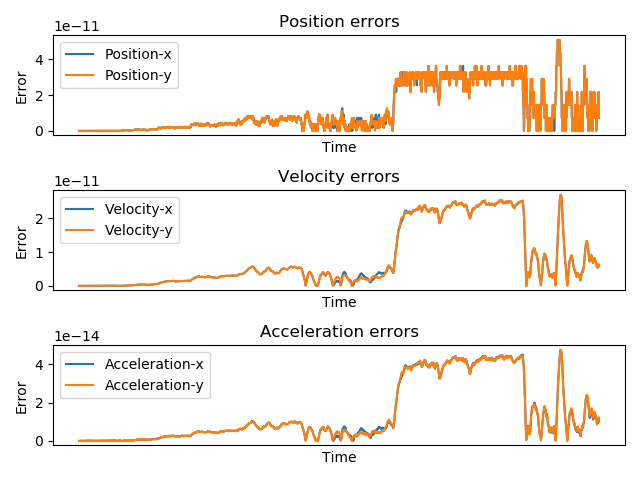 Position errors
1e−11
4
2
0
Error
Position-x
Position-y
Time
Velocity errors
1e−11
2
1
0
Error
Velocity-x
Velocity-y
Time
Acceleration errors
1e−14
4
2
0
Error
Acceleration-x
Acceleration-y
Time